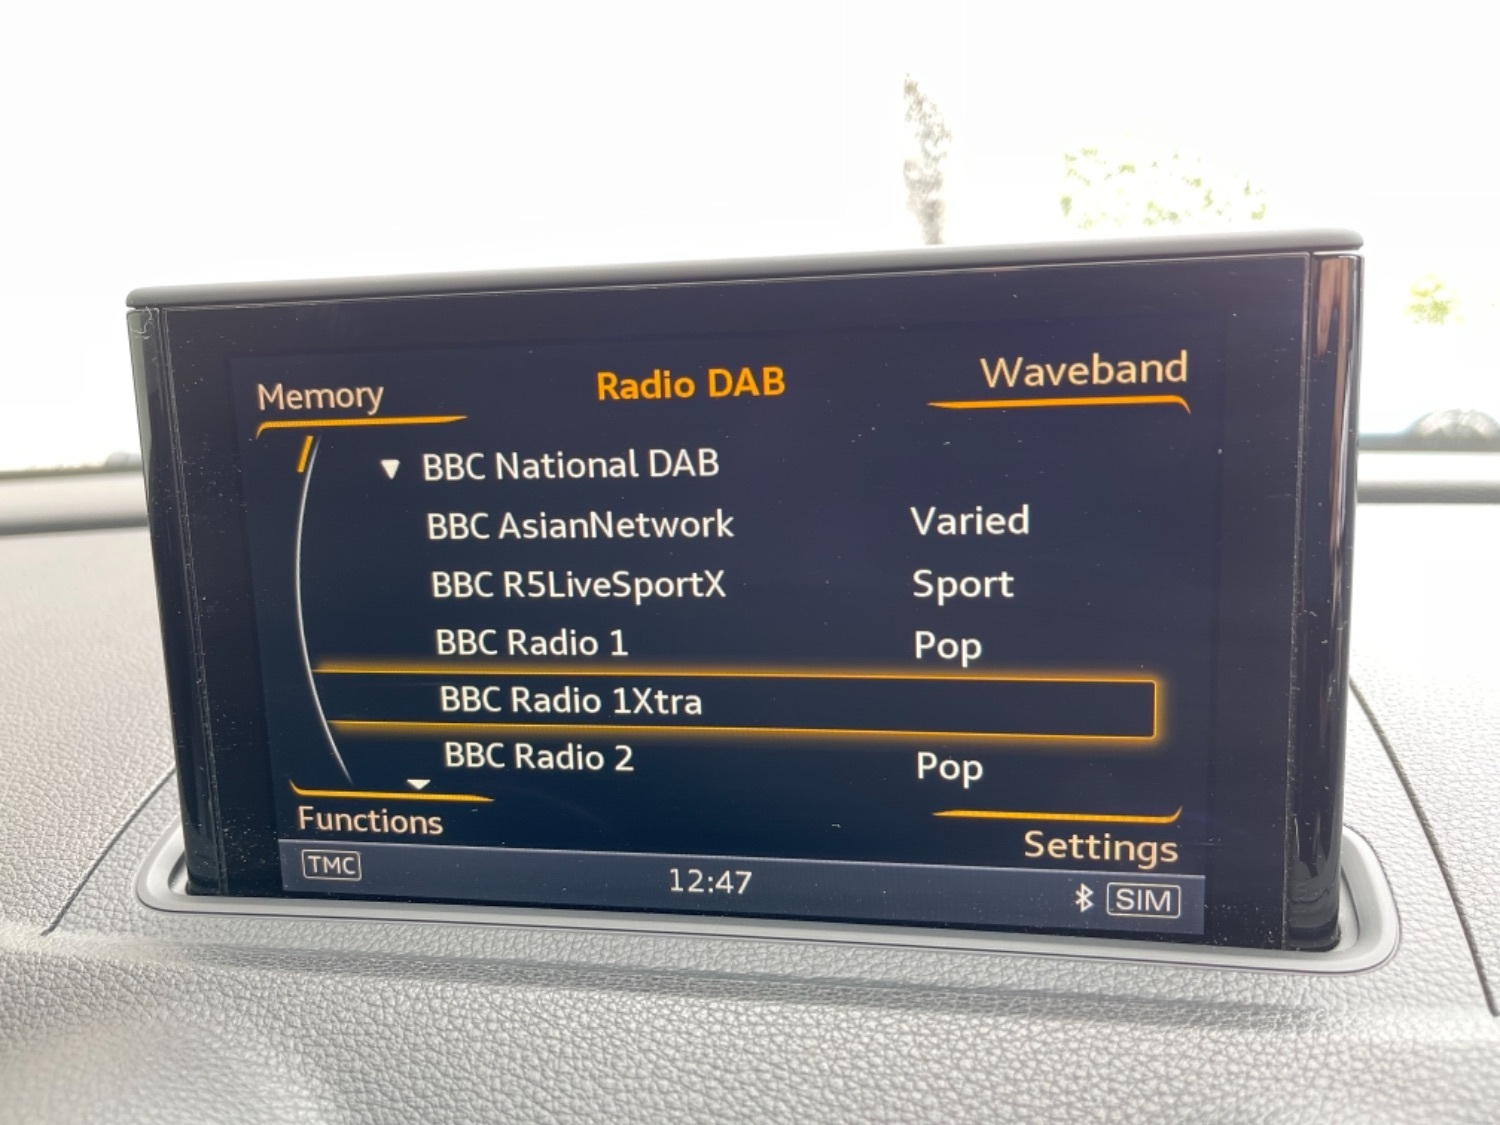 Memory
Radio DAB
Waveband
BBC National DAB
BBC AsianNetwork Varied
BBC R5LiveSportX Sport
BBC Radio 1 Pop
BBC Radio 1Xtra
BBC Radio 2 Pop
Functions
Settings
TMC
12:47
SIM